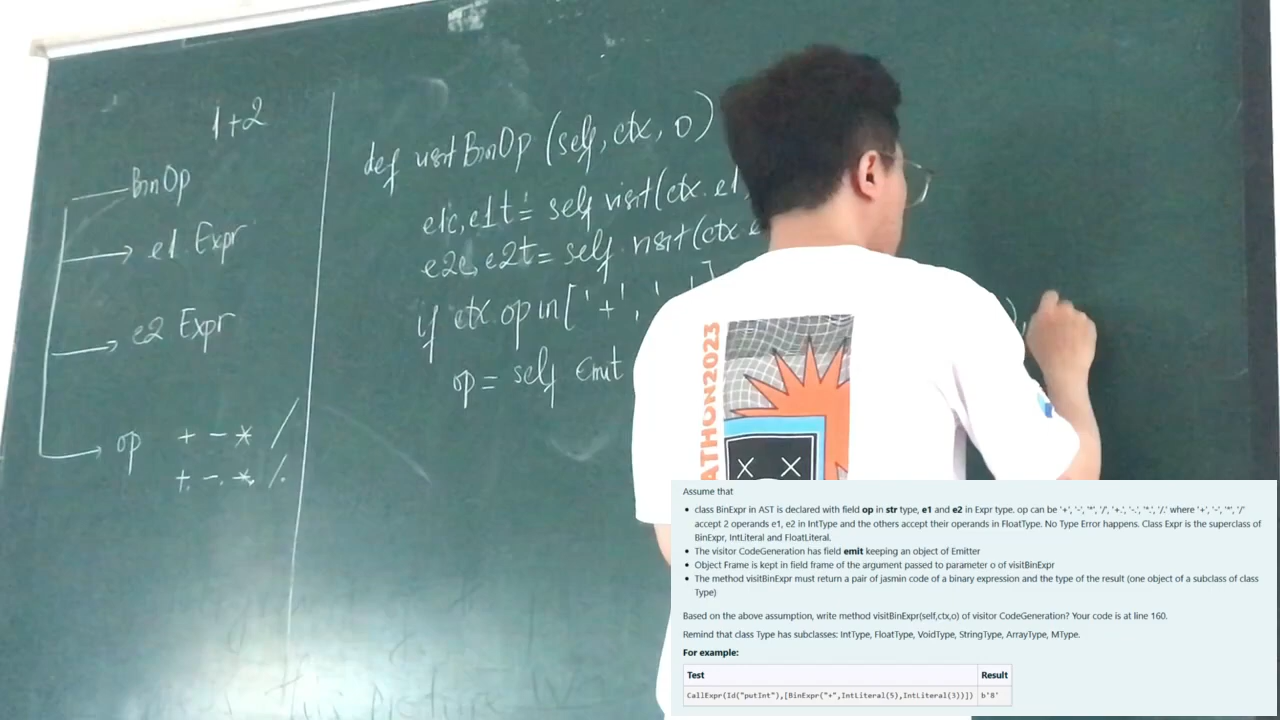 1+2
BinOp
e1 Expr
e2 Expr
op + - * /
+. -. *. /.
def visitBinOp (self, ctx, o)
e1c, e1t = self visit(ctx. e1,
e2c, e2t = self. visit(ctx e
if ctx.op in ['+', '
op = self emit
),
ATHON2023
Assume that
• class BinExpr in AST is declared with field op in str type, e1 and e2 in Expr type. op can be '+', '-', '*', '/', '+.', '-.', '*.', '/.' where '+', '-', '*', '/'
accept 2 operands e1, e2 in IntType and the others accept their operands in FloatType. No Type Error happens. Class Expr is the superclass of
BinExpr, IntLiteral and FloatLiteral.
• The visitor CodeGeneration has field emit keeping an object of Emitter
• Object Frame is kept in field frame of the argument passed to parameter o of visitBinExpr
• The method visitBinExpr must return a pair of jasmin code of a binary expression and the type of the result (one object of a subclass of class
Type)
Based on the above assumption, write method visitBinExpr(self,ctx,o) of visitor CodeGeneration? Your code is at line 160.
Remind that class Type has subclasses: IntType, FloatType, VoidType, StringType, ArrayType, MType.
For example:
Test Result
CallExpr(Id("putInt"),[BinExpr("+",IntLiteral(5),IntLiteral(3))]) b'8'